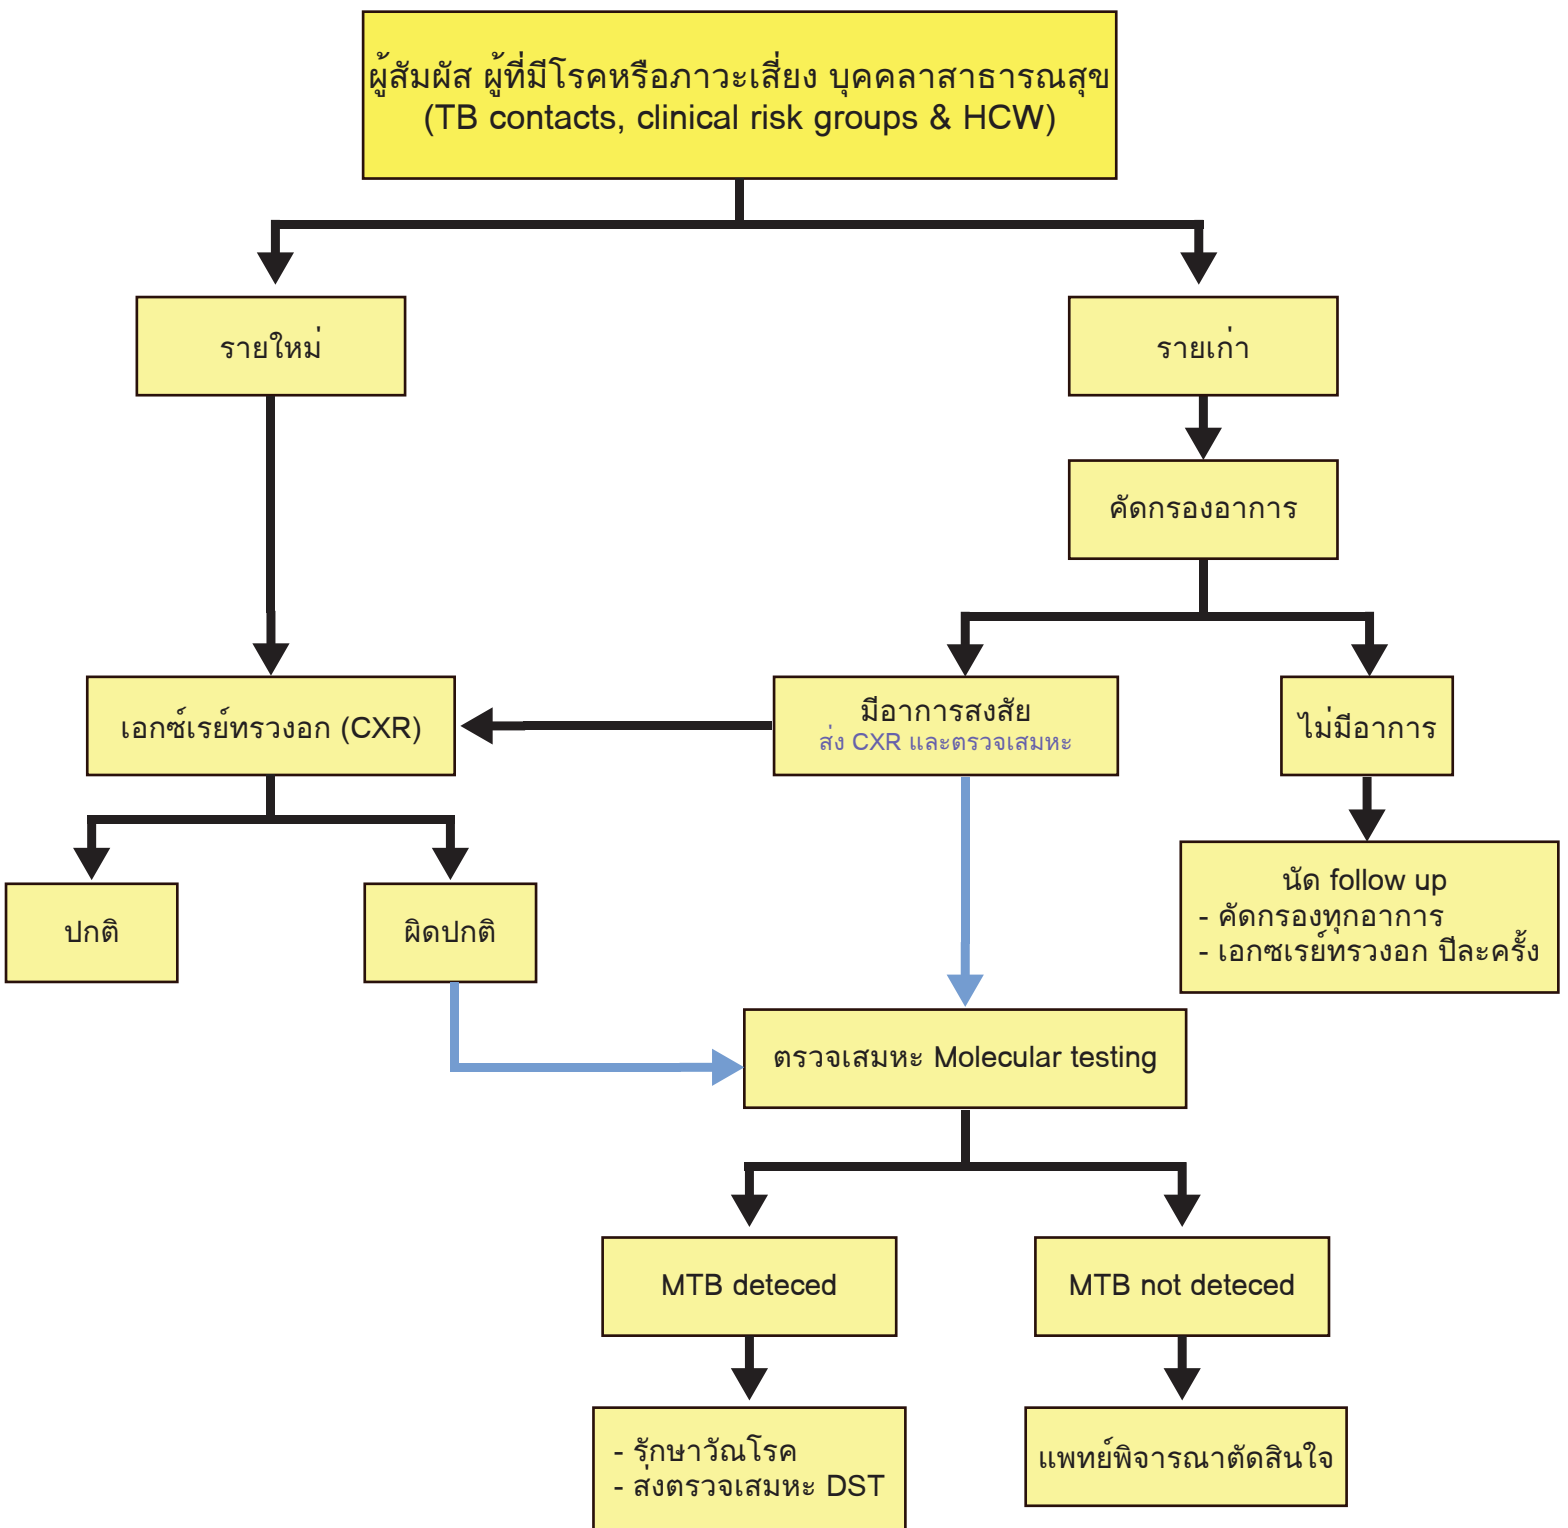 ผู้สัมผัส ผู้ที่มีโรคหรือภาวะเสี่ยง บุคคลาสาธารณสุข
(TB contacts, clinical risk groups & HCW)
รายใหม่
รายเก่า
คัดกรองอาการ
เอกซ์เรย์ทรวงอก (CXR)
มีอาการสงสัย
ส่ง CXR และตรวจเสมหะ
ไม่มีอาการ
ปกติ
ผิดปกติ
นัด follow up
- คัดกรองทุกอาการ
- เอกซเรย์ทรวงอก ปีละครั้ง
ตรวจเสมหะ Molecular testing
MTB deteced
MTB not deteced
- รักษาวัณโรค
- ส่งตรวจเสมหะ DST
แพทย์พิจารณาตัดสินใจ